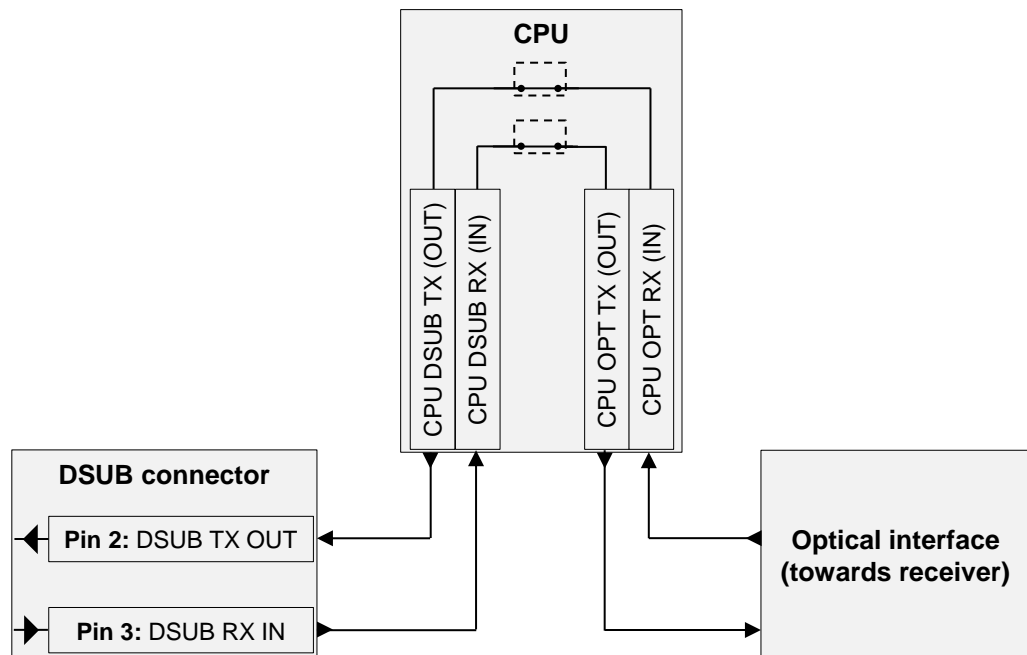 CPU
CPU DSUB TX (OUT)
CPU DSUB RX (IN)
CPU OPT TX (OUT)
CPU OPT RX (IN)
DSUB connector
Pin 2: DSUB TX OUT
Pin 3: DSUB RX IN
Optical interface
(towards receiver)